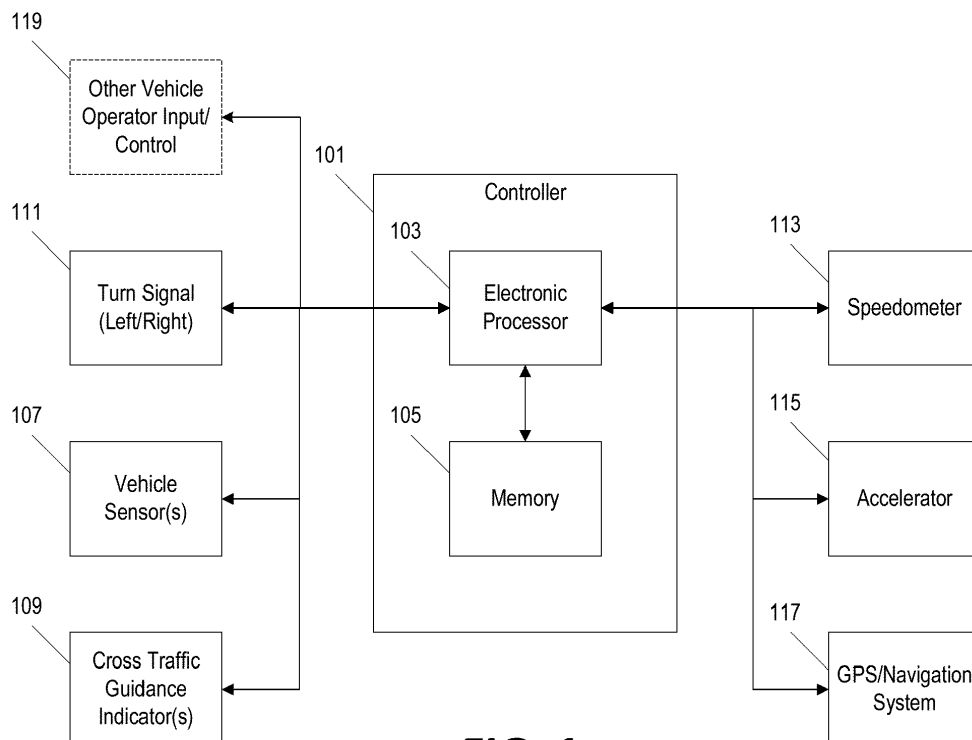 119
Other Vehicle
Operator Input/
Control
101
Controller
111
Turn Signal
(Left/Right)
103
Electronic
Processor
113
Speedometer
107
Vehicle
Sensor(s)
105
Memory
115
Accelerator
109
Cross Traffic
Guidance
Indicator(s)
117
GPS/Navigation
System